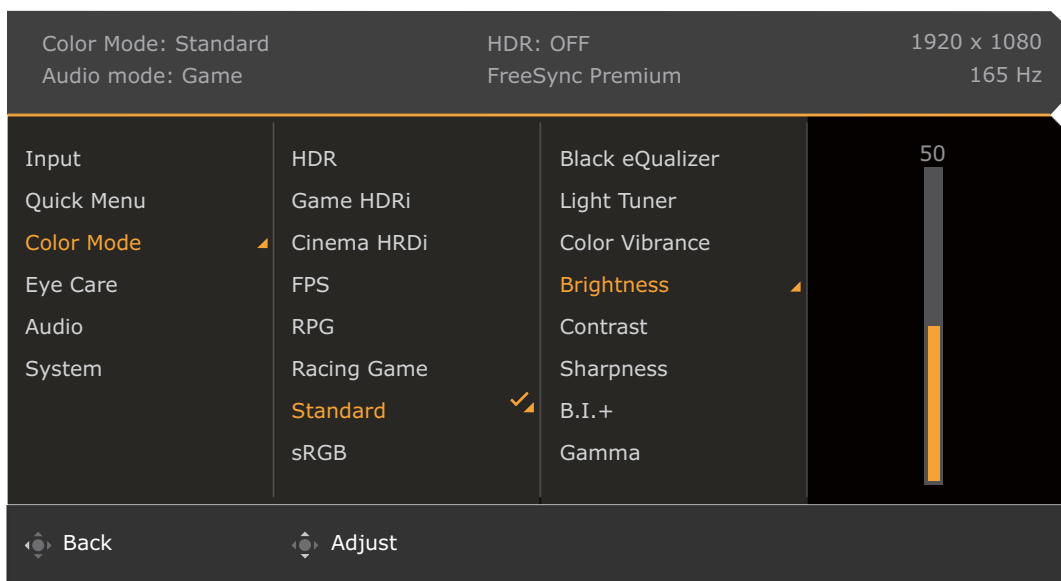 Color Mode: Standard
HDR: OFF
1920 x 1080
Audio mode: Game
FreeSync Premium
165 Hz
Input
Quick Menu
Color Mode
Eye Care
Audio
System
HDR
Game HDRi
Cinema HRDi
FPS
RPG
Racing Game
Standard
sRGB
Black eQualizer
Light Tuner
Color Vibrance
Brightness
Contrast
Sharpness
B.I.+
Gamma
50
Back
Adjust